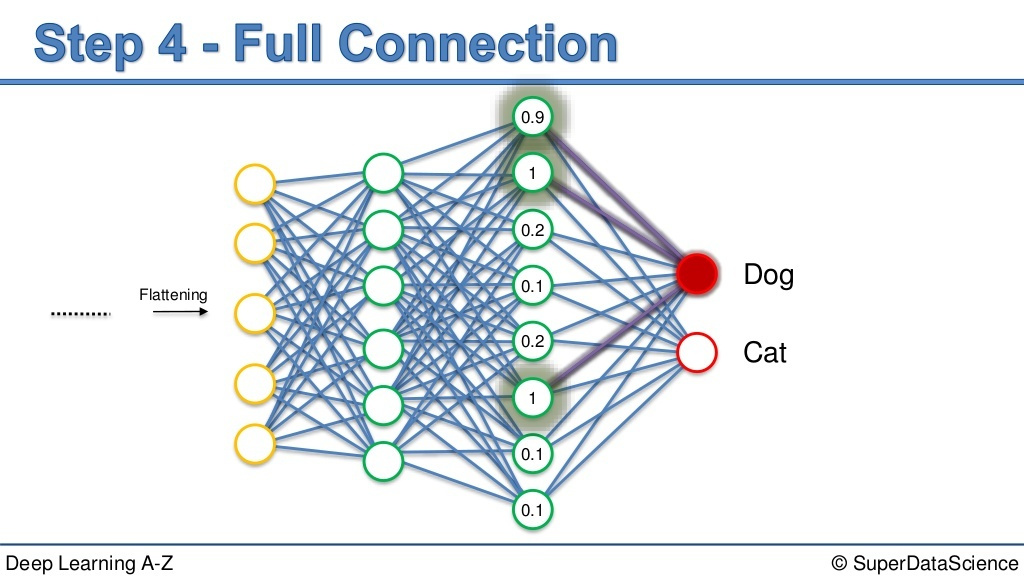 Step 4 - Full Connection
0.9
1
0.2
0.1
0.2
1
0.1
0.1
Flattening
Dog
Cat
Deep Learning A-Z
© SuperDataScience